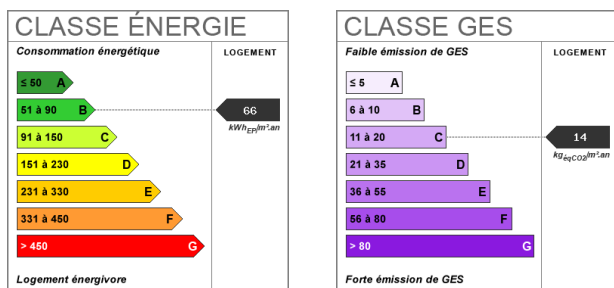 CLASSE ÉNERGIE
Consommation énergétique
LOGEMENT
≤ 50 A
51 à 90 B
66
kWhEP/m².an
91 à 150 C
151 à 230 D
231 à 330 E
331 à 450 F
> 450 G
Logement énergivore
CLASSE GES
Faible émission de GES
LOGEMENT
≤ 5 A
6 à 10 B
11 à 20 C
14
kgéqCO2/m².an
21 à 35 D
36 à 55 E
56 à 80 F
> 80 G
Forte émission de GES